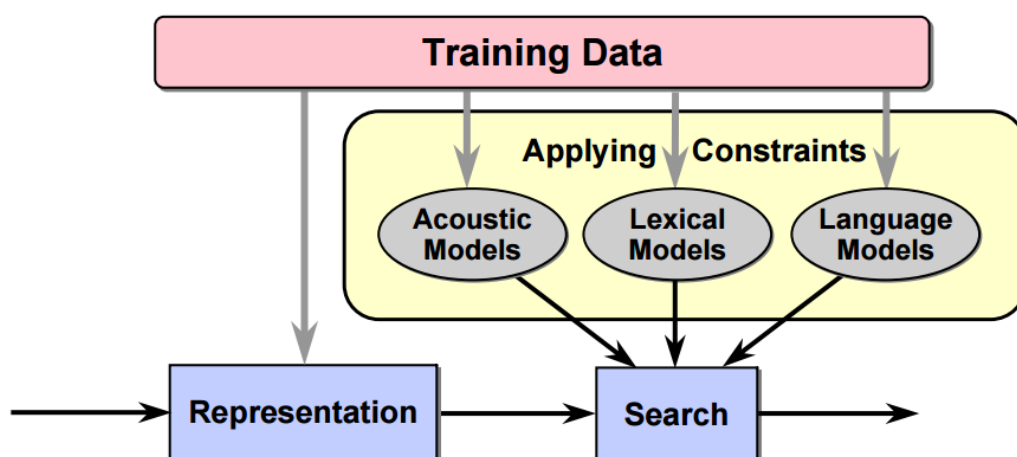 Training Data
Applying Constraints
Acoustic
Models
Lexical
Models
Language
Models
Representation
Search